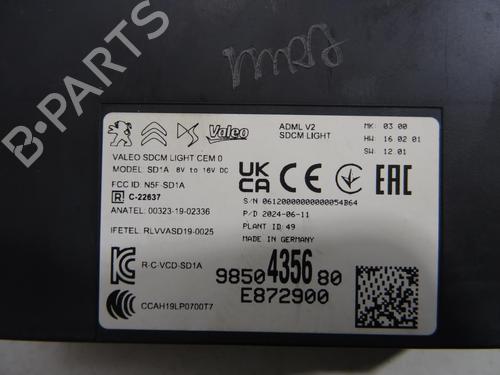 B-PARTS
Valeo
ADML V2
SDCM LIGHT
MK: 03 00
HW: 16.02 01
SW: 12.01
VALEO SDCM LIGHT CEM 0
MODEL: SD1A 8V to 16V DC
FCC ID: N5F-SD1A
R C-22637
ANATEL: 00323-19-02336
IFETEL: RLVVASD19-0025
UK CA CE EAC
S/N 06120000000000054B64
P/D 2024-06-11
PLANT ID: 49
MADE IN GERMANY
R-C-VCD-SD1A
98504356 80
E872900
CCAH19LP0700T7